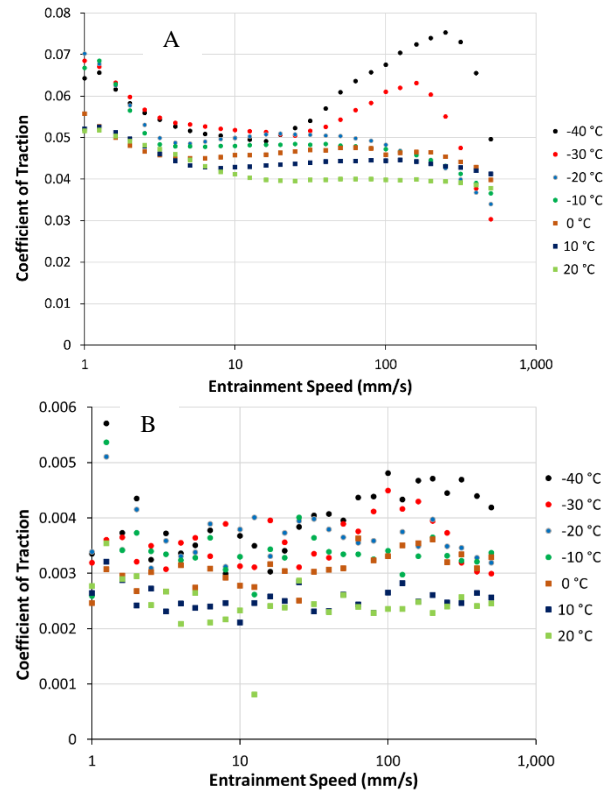 A
0.08
0.07
0.06
0.05
0.04
0.03
0.02
0.01
0
Coefficient of Traction
1
10
100
1,000
Entrainment Speed (mm/s)
-40 °C
-30 °C
-20 °C
-10 °C
0 °C
10 °C
20 °C
B
0.006
0.005
0.004
0.003
0.002
0.001
0
Coefficient of Traction
1
10
100
1,000
Entrainment Speed (mm/s)
-40 °C
-30 °C
-20 °C
-10 °C
0 °C
10 °C
20 °C